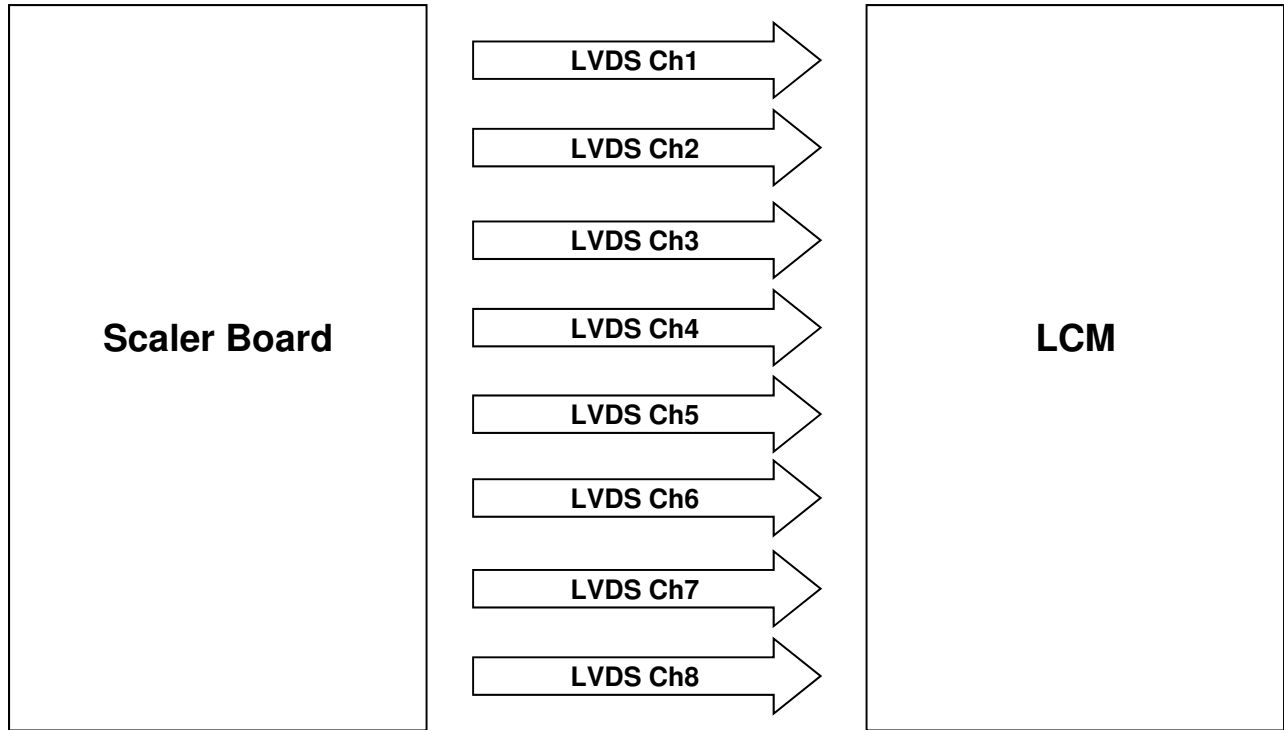 LVDS Ch1
LVDS Ch2
LVDS Ch3
Scaler Board
LVDS Ch4
LCM
LVDS Ch5
LVDS Ch6
LVDS Ch7
LVDS Ch8